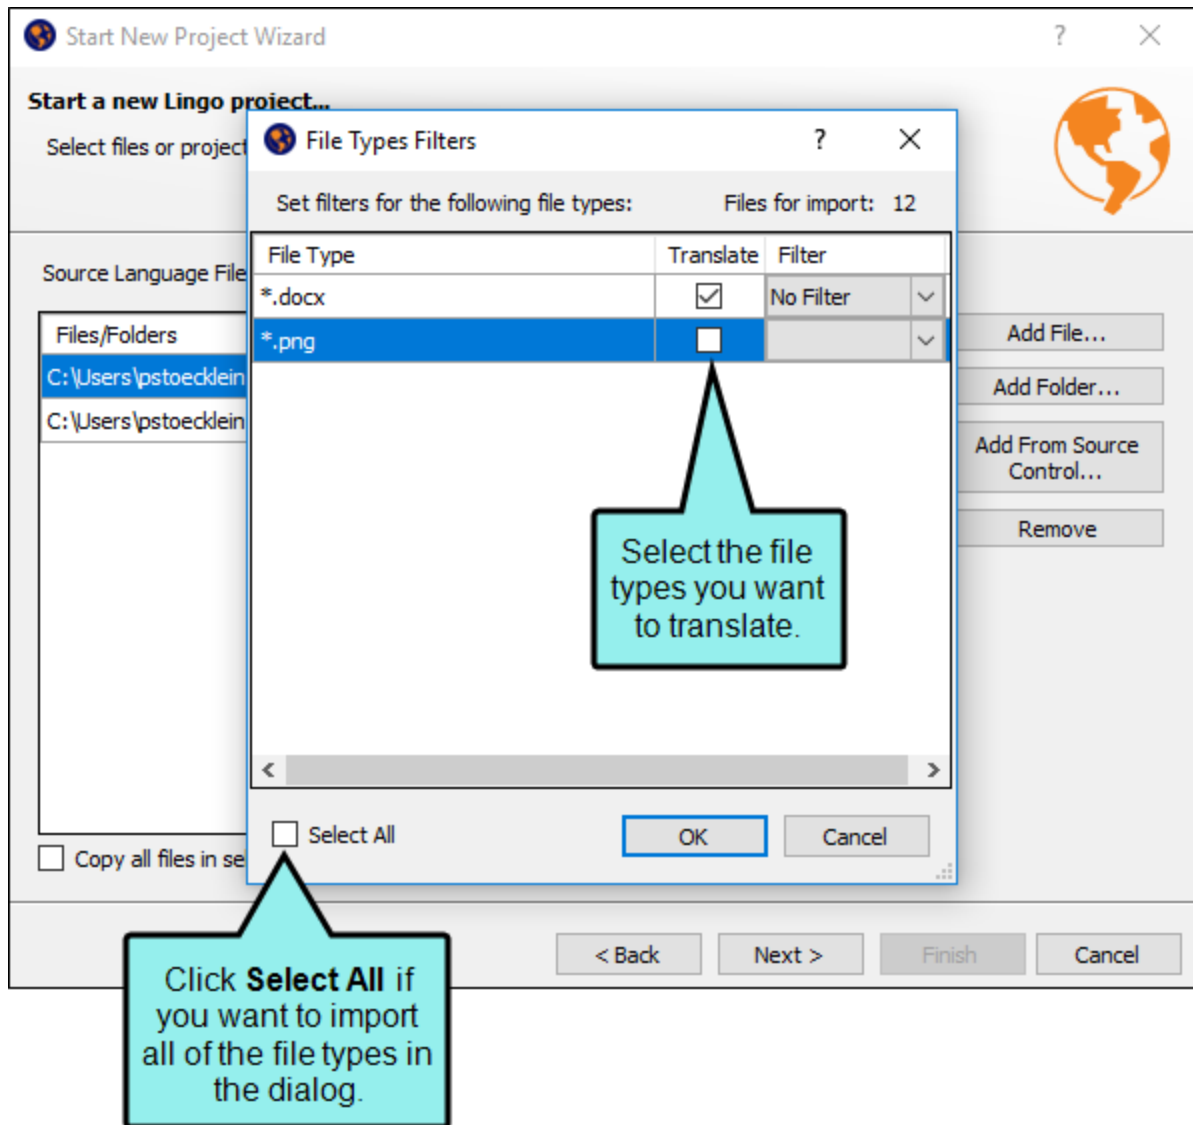 Start New Project Wizard
Start a new Lingo project...
Select files or project
File Types Filters
Set filters for the following file types: Files for import: 12
File Type Translate Filter
*.docx No Filter
*.png
Source Language File
Files/Folders
C:\Users\pstoecklein
C:\Users\pstoecklein
Add File...
Add Folder...
Add From Source
Control...
Remove
Select the file
types you want
to translate.
Select All OK Cancel
Copy all files in se
< Back Next > Finish Cancel
Click Select All if
you want to import
all of the file types in
the dialog.